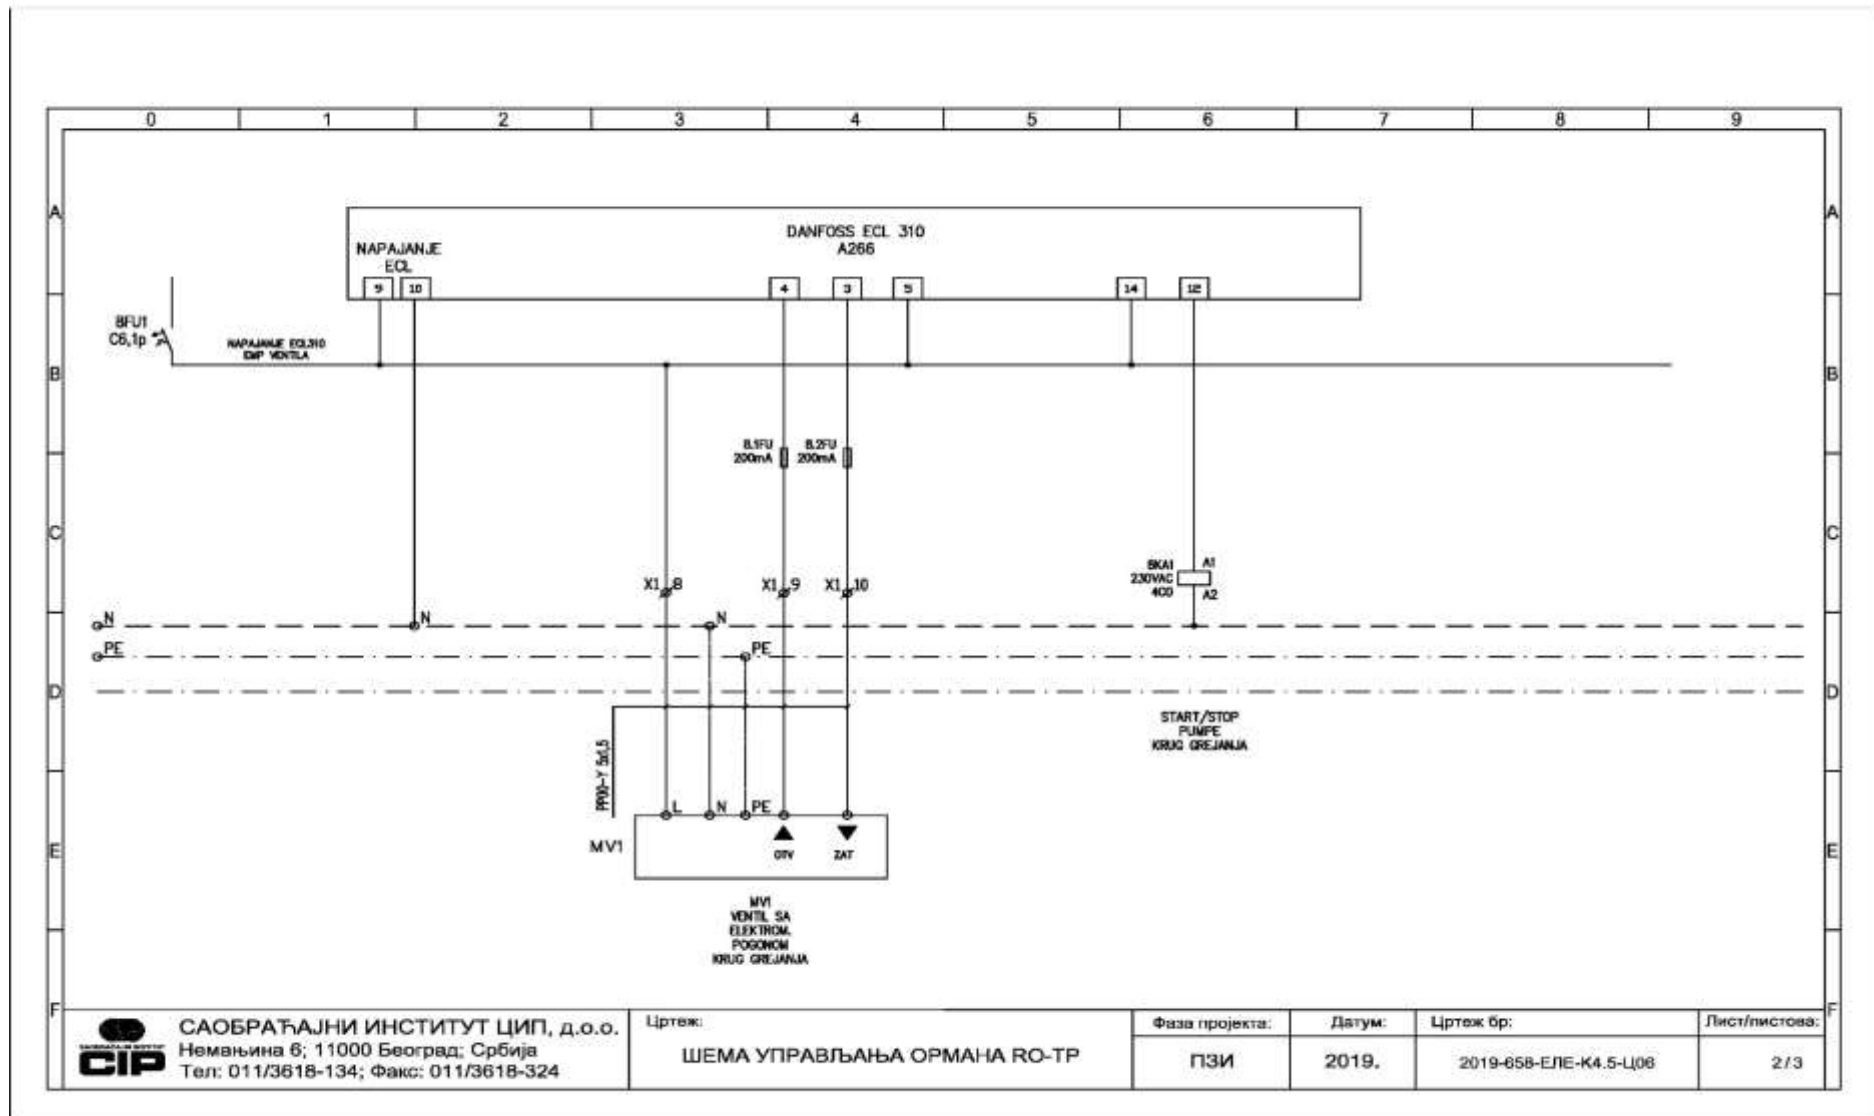 0 1 2 3 4 5 6 7 8 9
A A
DANFOSS ECL 310
A266
NAPAJANJE
ECL
9 10 4 3 5 14 12
8FU1
C6,1p
NAPAJANJE ECL310
EMP VENTILA
B B
8.1FU 8.2FU
200mA 200mA
C C
8KA1 A1
230VAC
4CO A2
X1 8 X1 9 X1 10
N N N
PE PE
D D
START/STOP
PUMPE
KRUG GREJANJA
PP00-Y 5x1,5
L N PE
MV1
OTV ZAT
E E
MV1
VENTIL SA
ELEKTROM.
POGONOM
KRUG GREJANJA
F F
САОБРАЋАЈНИ ИНСТИТУТ ЦИП, д.о.о.
Немањина 6; 11000 Београд; Србија
Тел: 011/3618-134; Факс: 011/3618-324
CIP
Цртеж:
ШЕМА УПРАВЉАЊА ОРМАНА RO-TP
Фаза пројекта:
ПЗИ
Датум:
2019.
Цртеж бр:
2019-658-ЕЛЕ-К4.5-Ц06
Лист/листова:
2/3